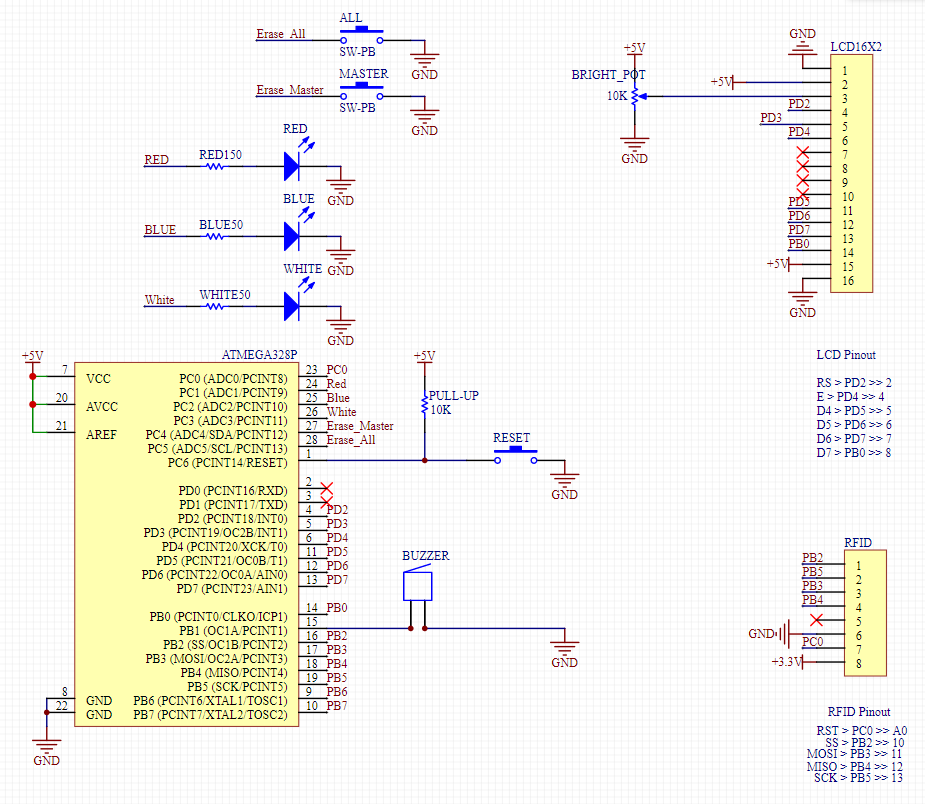 ALL
Erase_All
SW-PB
GND
MASTER
Erase_Master
SW-PB
GND
RED
RED
RED150
GND
BLUE
BLUE
BLUE50
GND
WHITE
White
WHITE50
GND
+5V
BRIGHT_POT
10K
GND
GND
LCD16X2
1
+5V
2
3
PD2
4
PD3
5
PD4
6
7
8
9
10
PD5
11
PD6
12
PD7
13
PB0
14
+5V
15
16
GND
LCD Pinout
RS > PD2 >> 2
E > PD4 >> 4
D4 > PD5 >> 5
D5 > PD6 >> 6
D6 > PD7 >> 7
D7 > PB0 >> 8
+5V
ATMEGA328P
7 VCC
20 AVCC
21 AREF
8 GND
22 GND
GND
PC0 (ADC0/PCINT8) 23 PC0
PC1 (ADC1/PCINT9) 24 Red
PC2 (ADC2/PCINT10) 25 Blue
PC3 (ADC3/PCINT11) 26 White
PC4 (ADC4/SDA/PCINT12) 27 Erase_Master
PC5 (ADC5/SCL/PCINT13) 28 Erase_All
PC6 (PCINT14/RESET) 1
PD0 (PCINT16/RXD) 2
PD1 (PCINT17/TXD) 3
PD2 (PCINT18/INT0) 4 PD2
PD3 (PCINT19/OC2B/INT1) 5 PD3
PD4 (PCINT20/XCK/T0) 6 PD4
PD5 (PCINT21/OC0B/T1) 11 PD5
PD6 (PCINT22/OC0A/AIN0) 12 PD6
PD7 (PCINT23/AIN1) 13 PD7
PB0 (PCINT0/CLKO/ICP1) 14 PB0
PB1 (OC1A/PCINT1) 15
PB2 (SS/OC1B/PCINT2) 16 PB2
PB3 (MOSI/OC2A/PCINT3) 17 PB3
PB4 (MISO/PCINT4) 18 PB4
PB5 (SCK/PCINT5) 19 PB5
PB6 (PCINT6/XTAL1/TOSC1) 9 PB6
PB7 (PCINT7/XTAL2/TOSC2) 10 PB7
+5V
PULL-UP
10K
RESET
GND
BUZZER
GND
RFID
PB2 1
PB5 2
PB3 3
PB4 4
5
GND 6
PC0 7
+3.3V 8
RFID Pinout
RST > PC0 >> A0
SS > PB2 >> 10
MOSI > PB3 >> 11
MISO > PB4 >> 12
SCK > PB5 >> 13